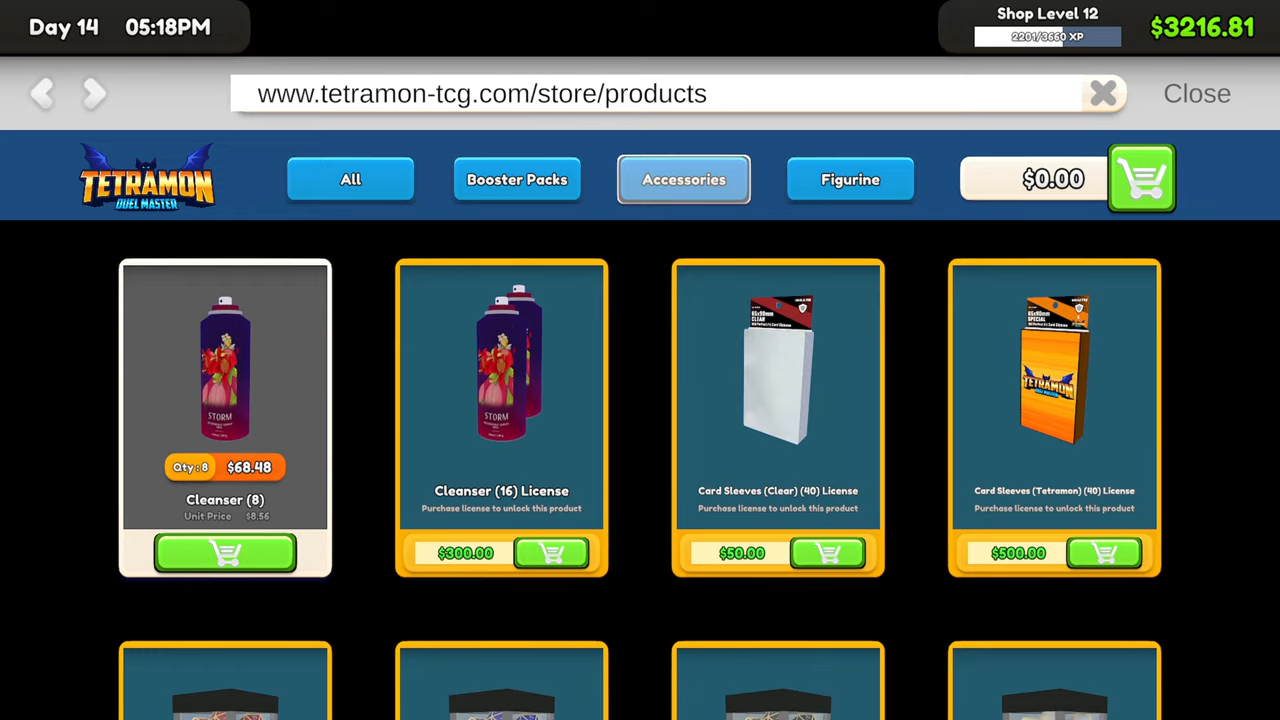 Day 14 05:18PM
Shop Level 12
2201/3660 XP
$3216.81
www.tetramon-tcg.com/store/products
Close
TETRAMON
DUEL MASTER
All
Booster Packs
Accessories
Figurine
$0.00
STORM
STORM
65x90mm
CLEAR
65x90mm
SPECIAL
TETRAMON
Qty : 8 $68.48
Cleanser (8)
Unit Price $8.56
Cleanser (16) License
Purchase license to unlock this product
$300.00
Card Sleeves (Clear) (40) License
Purchase license to unlock this product
$50.00
Card Sleeves (Tetramon) (40) License
Purchase license to unlock this product
$500.00